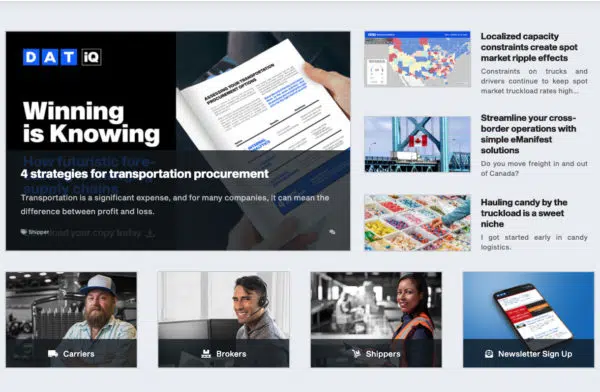 DAT iQ
Winning
is Knowing
How futuristic fore-
supply chains
4 strategies for transportation procurement
Transportation is a significant expense, and for many companies, it can mean the
difference between profit and loss.
Shipper
your copy today
ASSESSING YOUR TRANSPORTATION
PROCUREMENT OPTIONS
Localized capacity
constraints create spot
market ripple effects
Constraints on trucks and
drivers continue to keep spot
market truckload rates high...
Streamline your cross-
border operations with
simple eManifest
solutions
Do you move freight in and out
of Canada?
Hauling candy by the
truckload is a sweet
niche
I got started early in candy
logistics.
Carriers
Brokers
Shippers
Newsletter Sign Up